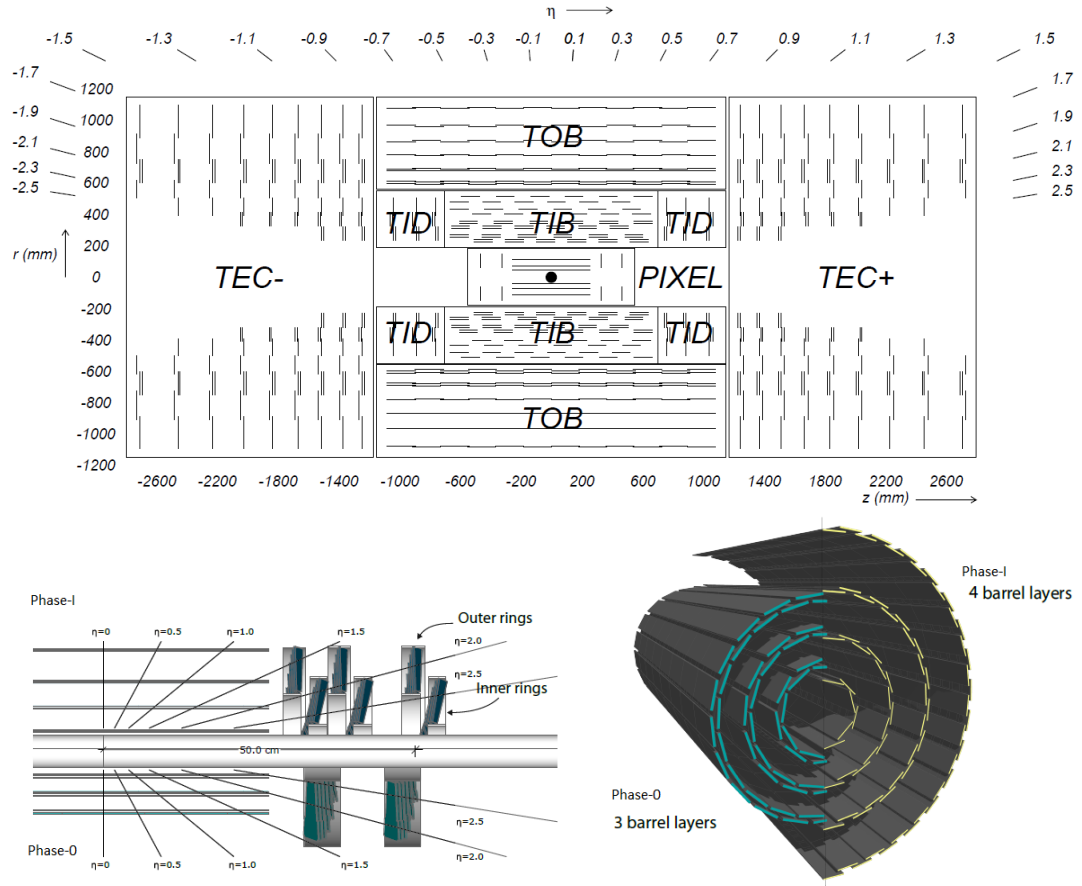 η
-1.5 -1.3 -1.1 -0.9 -0.7 -0.5 -0.3 -0.1 0.1 0.3 0.5 0.7 0.9 1.1 1.3 1.5
-1.7 1.7
-1.9 1.9
-2.1 2.1
-2.3 2.3
-2.5 2.5
r (mm)
1200
1000
800
600
400
200
0
-200
-400
-600
-800
-1000
-1200
TOB
TID TIB TID
TEC- PIXEL TEC+
TID TIB TID
TOB
-2600 -2200 -1800 -1400 -1000 -600 -200 200 600 1000 1400 1800 2200 2600
z (mm)
Phase-I
η=0 η=0.5 η=1.0 η=1.5
Outer rings
η=2.0
η=2.5
Inner rings
50.0 cm
η=2.5
Phase-0
η=0 η=0.5 η=1.0 η=1.5 η=2.0
Phase-I
4 barrel layers
Phase-0
3 barrel layers